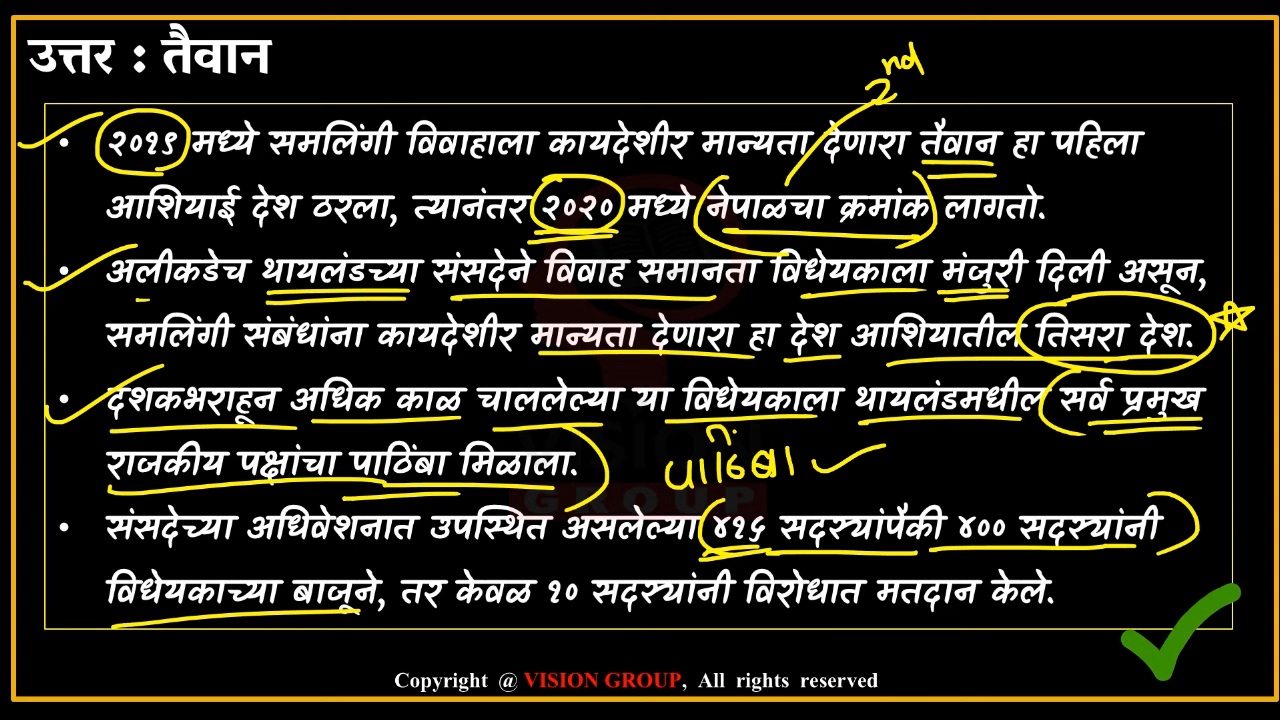 उत्तर : तैवान
2nd
• २०१९ मध्ये समलिंगी विवाहाला कायदेशीर मान्यता देणारा तैवान हा पहिला
आशियाई देश ठरला, त्यानंतर २०२० मध्ये नेपाळचा क्रमांक लागतो.
• अलीकडेच थायलंडच्या संसदेने विवाह समानता विधेयकाला मंजुरी दिली असून,
समलिंगी संबंधांना कायदेशीर मान्यता देणारा हा देश आशियातील तिसरा देश.
• दशकभराहून अधिक काळ चाललेल्या या विधेयकाला थायलंडमधील सर्व प्रमुख
राजकीय पक्षांचा पाठिंबा मिळाला.
पाठिंबा
VISION
GROUP
• संसदेच्या अधिवेशनात उपस्थित असलेल्या ४१५ सदस्यांपैकी ४०० सदस्यांनी
विधेयकाच्या बाजूने, तर केवळ १० सदस्यांनी विरोधात मतदान केले.
Copyright @ VISION GROUP, All rights reserved